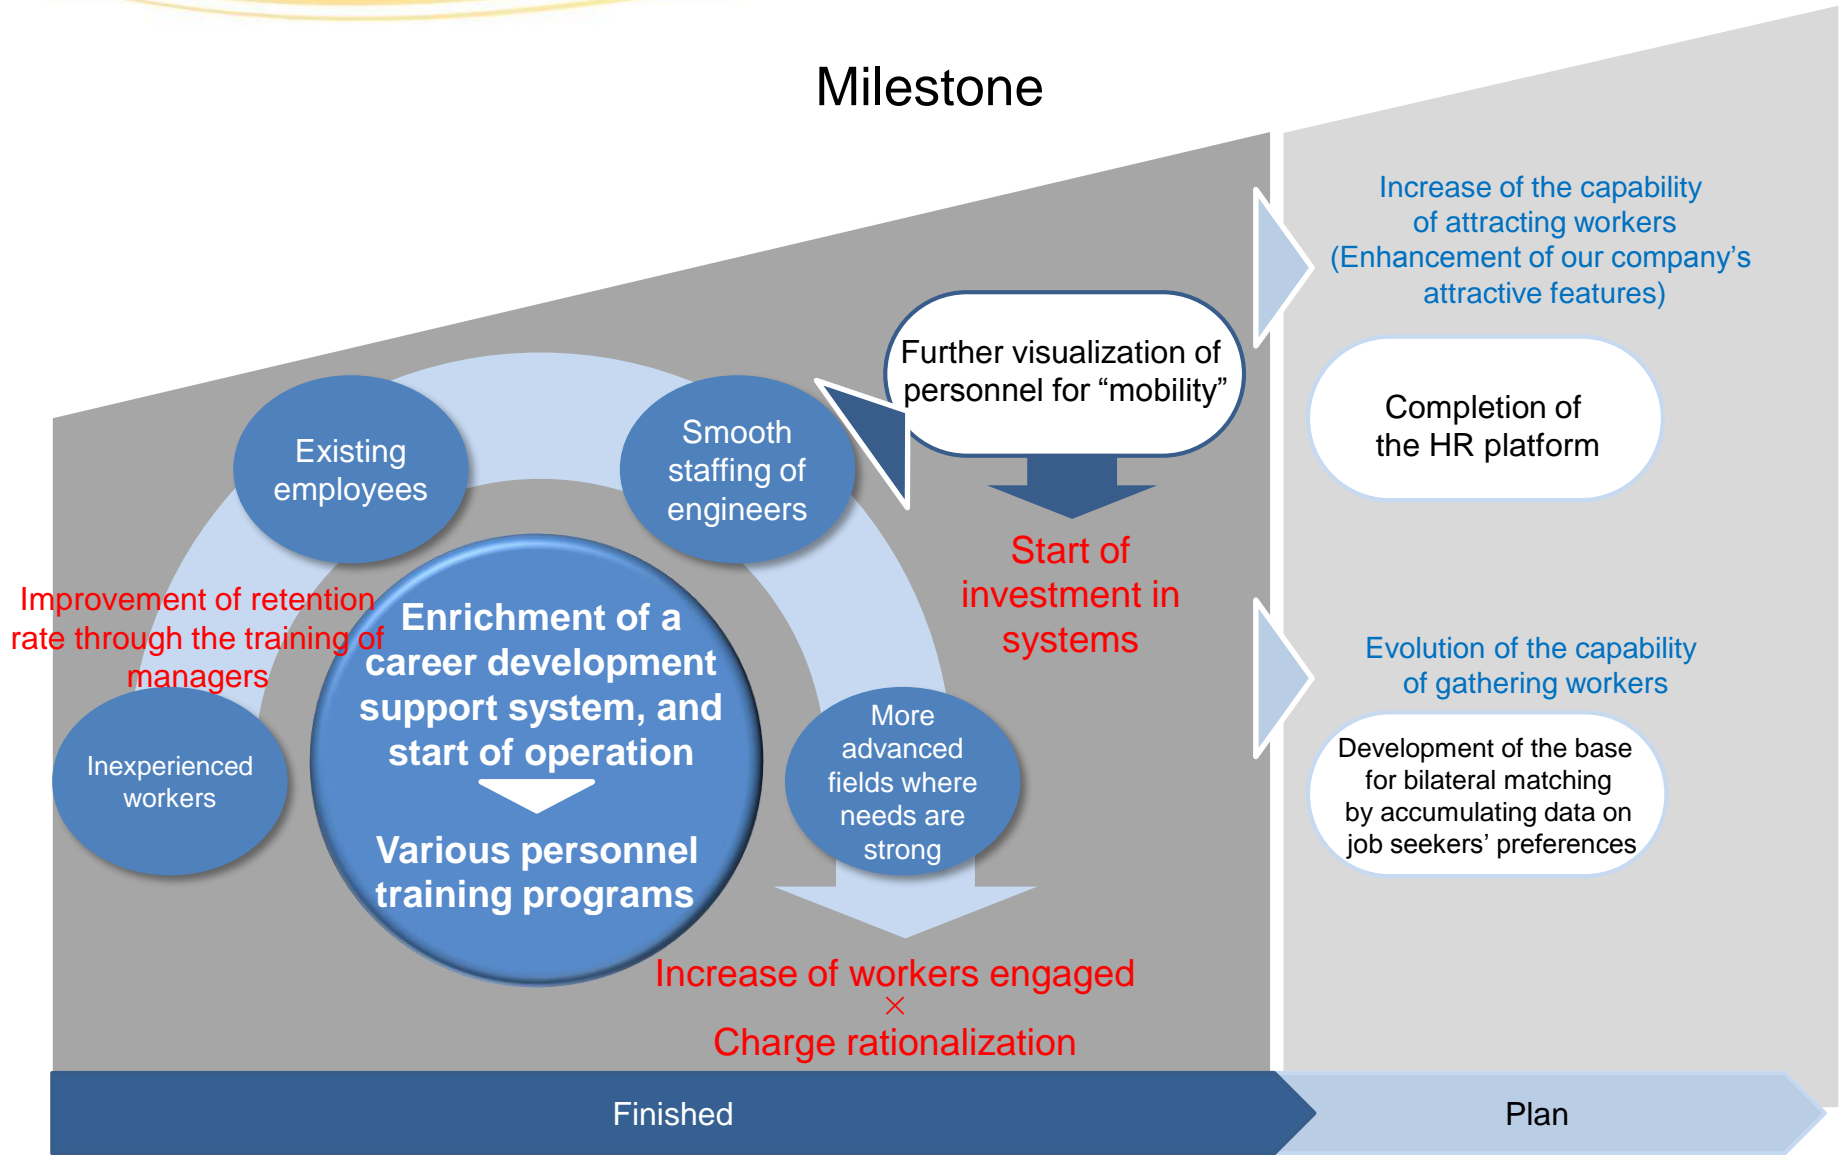 Milestone
Increase of the capability
of attracting workers
(Enhancement of our company’s
attractive features)
Further visualization of
personnel for “mobility”
Completion of
the HR platform
Existing
employees
Smooth
staffing of
engineers
Start of
investment in
systems
Improvement of retention
rate through the training of
managers
Enrichment of a
career development
support system, and
start of operation
Various personnel
training programs
Inexperienced
workers
More
advanced
fields where
needs are
strong
Evolution of the capability
of gathering workers
Development of the base
for bilateral matching
by accumulating data on
job seekers’ preferences
Increase of workers engaged
×
Charge rationalization
Finished
Plan